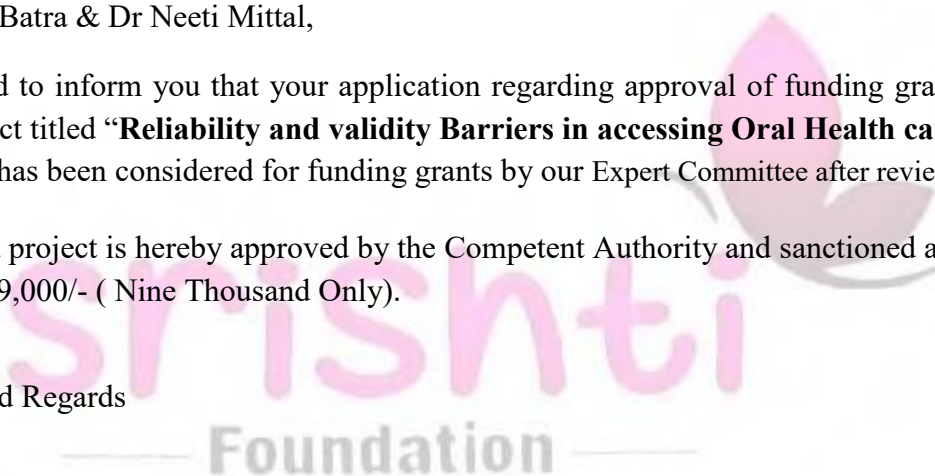 Batra & Dr Neeti Mittal,
d to inform you that your application regarding approval of funding gra
ct titled “Reliability and validity Barriers in accessing Oral Health ca
has been considered for funding grants by our Expert Committee after revie
project is hereby approved by the Competent Authority and sanctioned a
9,000/- ( Nine Thousand Only).
srishti
d Regards
Foundation